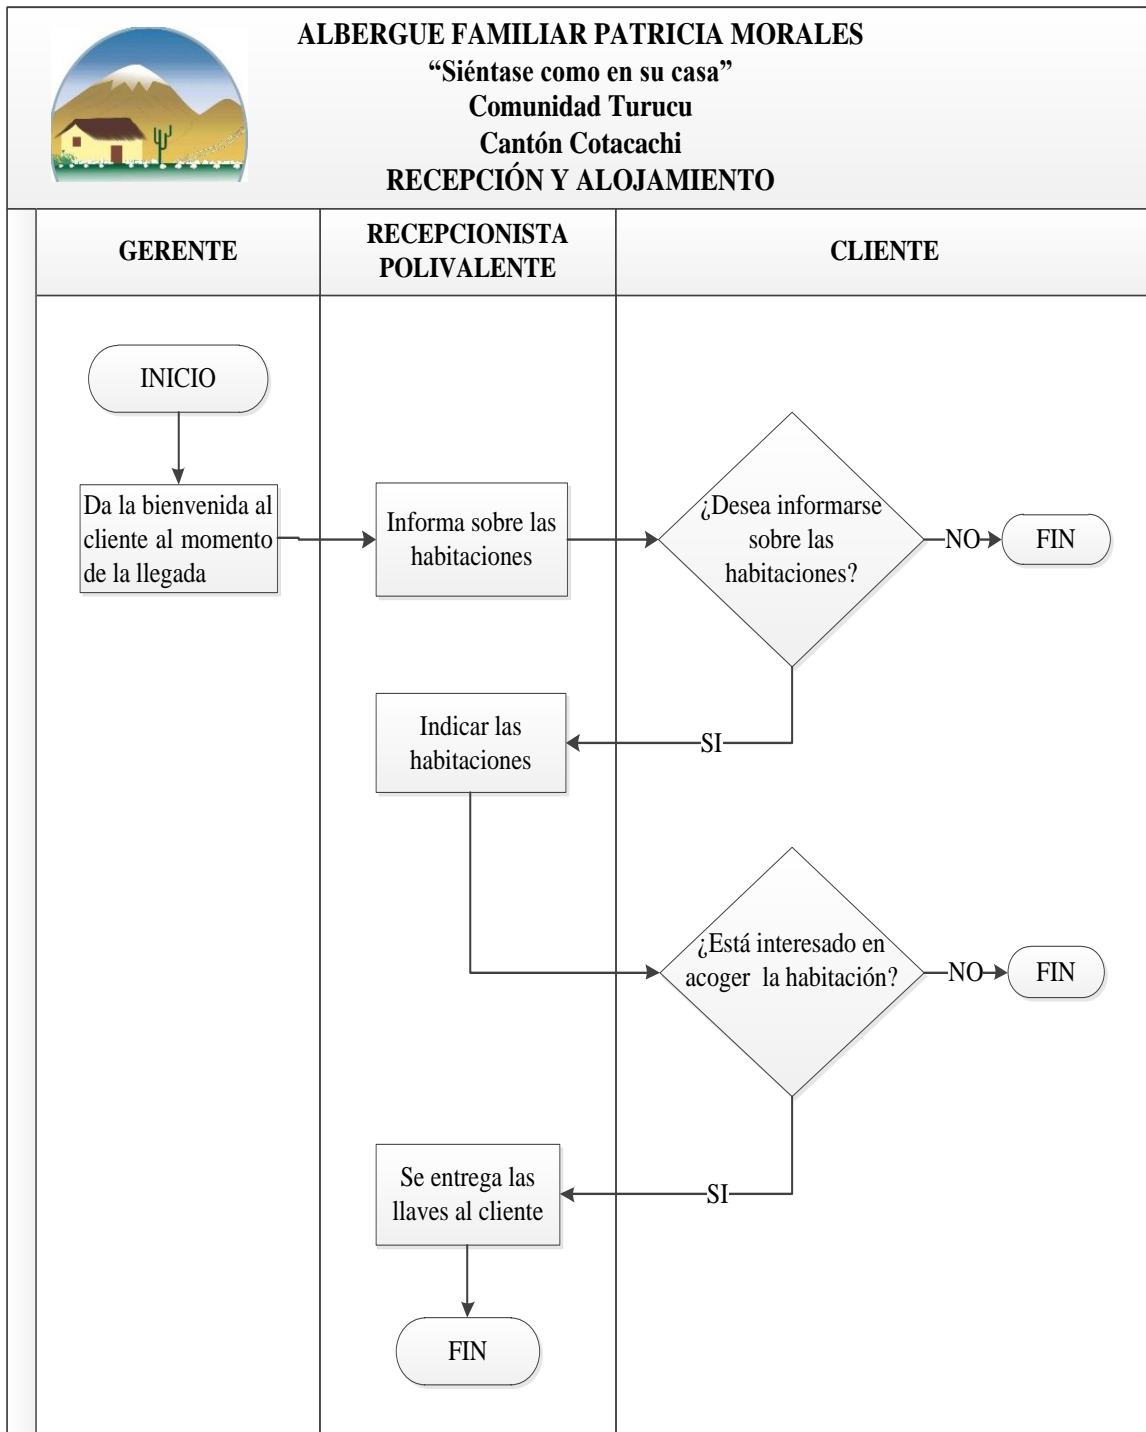 ALBERGUE FAMILIAR PATRICIA MORALES
“Siéntase como en su casa”
Comunidad Turucu
Cantón Cotacachi
RECEPCIÓN Y ALOJAMIENTO
GERENTE
RECEPCIONISTA
POLIVALENTE
CLIENTE
INICIO
Da la bienvenida al
cliente al momento
de la llegada
Informa sobre las
habitaciones
¿Desea informarse
sobre las
habitaciones?
NO
FIN
SI
Indicar las
habitaciones
¿Está interesado en
acoger la habitación?
NO
FIN
SI
Se entrega las
llaves al cliente
FIN